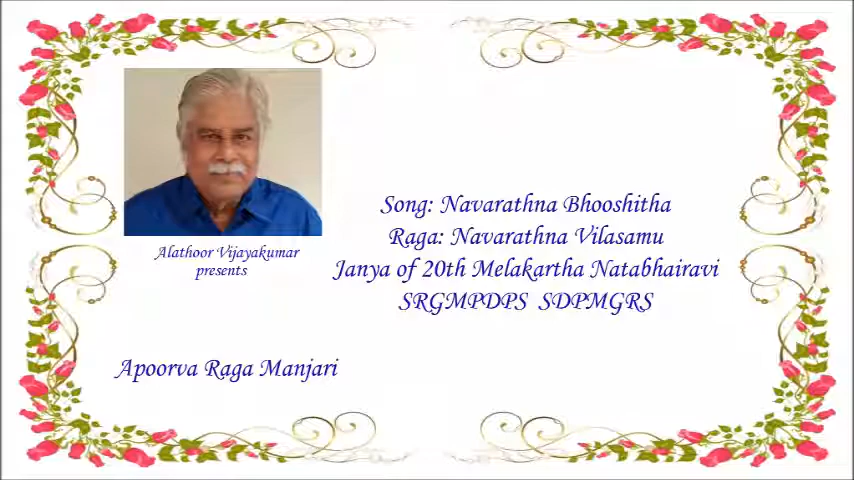 Alathoor Vijayakumar
presents
Song: Navarathna Bhooshitha
Raga: Navarathna Vilasamu
Janya of 20th Melakartha Natabhairavi
SRGMPDPS SDPMGRS
Apoorva Raga Manjari